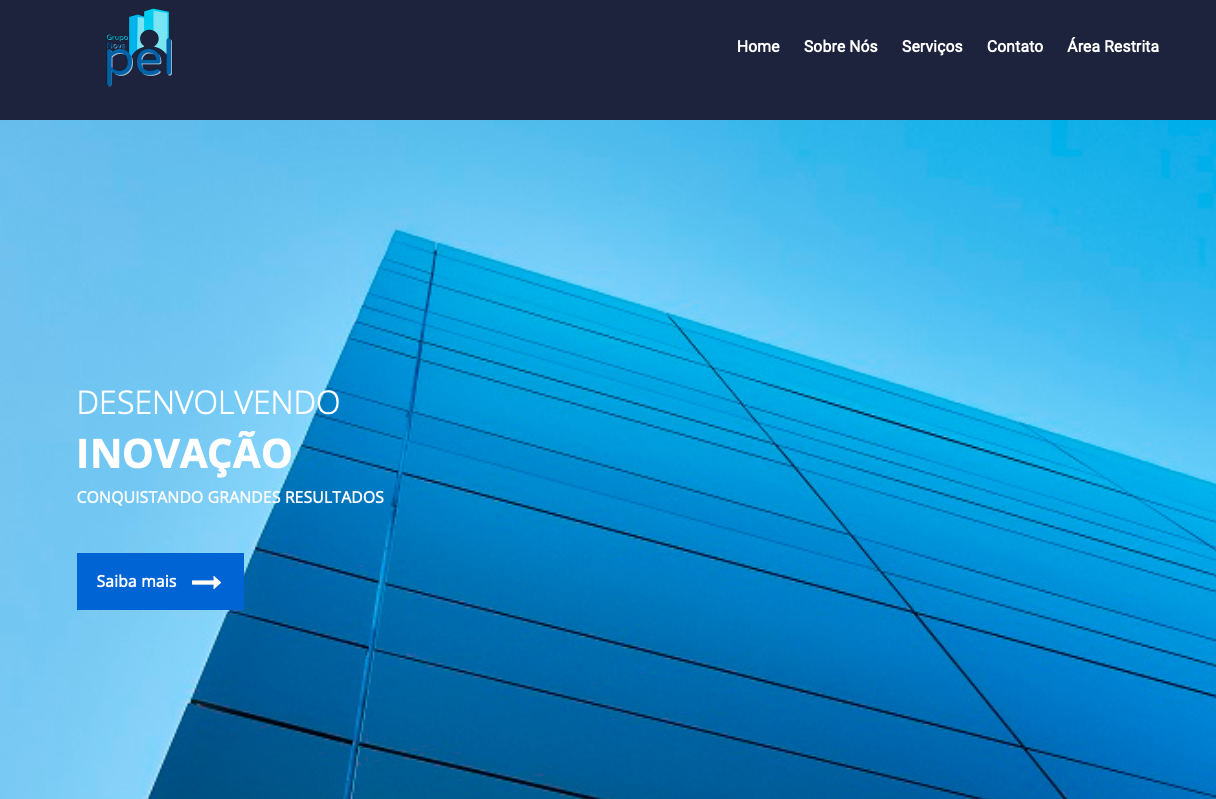 Grupo
Nova
pel
Home
Sobre Nós
Serviços
Contato
Área Restrita
DESENVOLVENDO
INOVAÇÃO
CONQUISTANDO GRANDES RESULTADOS
Saiba mais